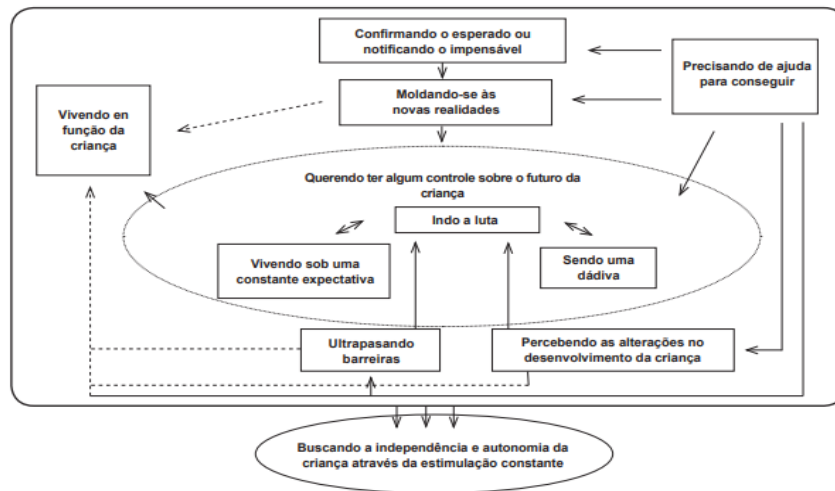 Confirmando o esperado ou
notificando o impensável
Precisando de ajuda
para conseguir
Moldando-se às
novas realidades
Vivendo en
função da
criança
Querendo ter algum controle sobre o futuro da
criança
Indo a luta
Vivendo sob uma
constante expectativa
Sendo uma
dádiva
Ultrapasando
barreiras
Percebendo as alterações no
desenvolvimento da criança
Buscando a independência e autonomia da
criança através da estimulação constante